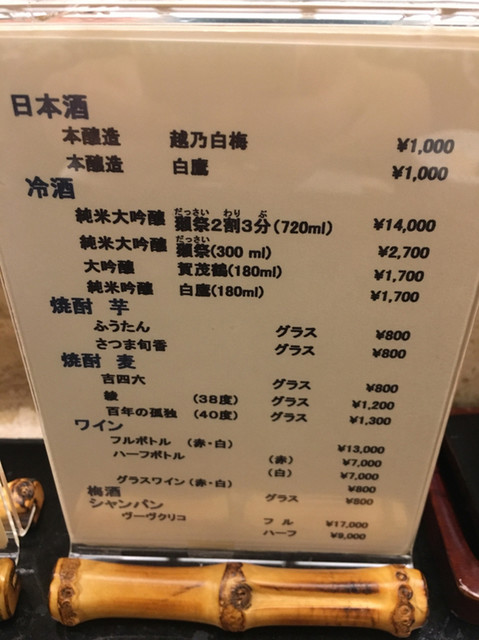 日本酒
本醸造 越乃白梅 ¥1,000
本醸造 白鷹 ¥1,000
冷酒
純米大吟醸 獺祭2割3分(720ml) ¥14,000
純米大吟醸 獺祭(300 ml) ¥2,700
大吟醸 賀茂鶴(180ml) ¥1,700
純米吟醸 白鷹(180ml) ¥1,700
焼酎 芋
ふうたん グラス ¥800
さつま旬香 グラス ¥800
焼酎 麦
吉四六 グラス ¥800
綾 (38度) グラス ¥1,200
百年の孤独 (40度) グラス ¥1,300
ワイン
フルボトル (赤・白) ¥13,000
ハーフボトル (赤) ¥7,000
(白) ¥7,000
グラスワイン(赤・白) ¥800
梅酒 グラス ¥800
シャンパン
ヴーヴクリコ フル ¥17,000
ハーフ ¥9,000